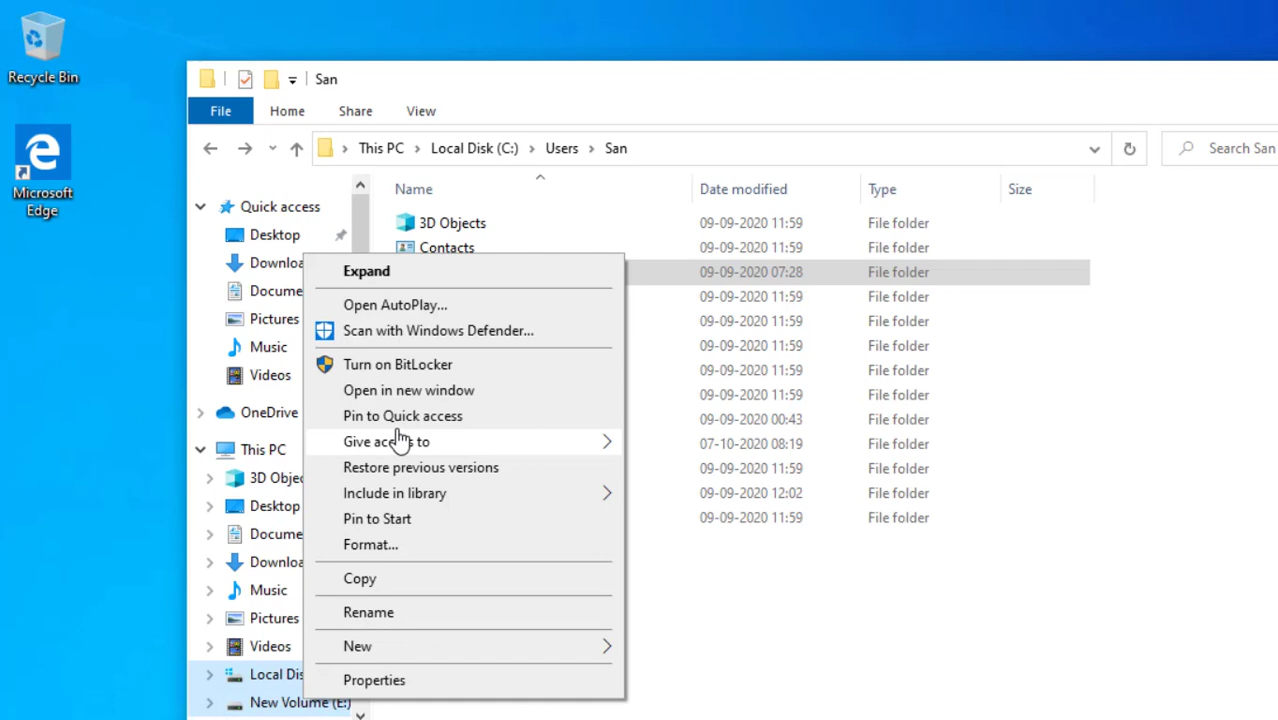 Recycle Bin
Microsoft
Edge
San
File Home Share View
This PC Local Disk (C:) Users San
Search San
Name Date modified Type Size
Quick access
Desktop
Downloa
Docume
Pictures
Music
Videos
OneDrive
This PC
3D Objec
Desktop
Docume
Downloa
Music
Pictures
Videos
Local Dis
New Volume (E:)
3D Objects 09-09-2020 11:59 File folder
Contacts 09-09-2020 11:59 File folder
09-09-2020 07:28 File folder
09-09-2020 11:59 File folder
09-09-2020 11:59 File folder
09-09-2020 11:59 File folder
09-09-2020 11:59 File folder
09-09-2020 11:59 File folder
09-09-2020 00:43 File folder
07-10-2020 08:19 File folder
09-09-2020 11:59 File folder
09-09-2020 12:02 File folder
09-09-2020 11:59 File folder
Expand
Open AutoPlay...
Scan with Windows Defender...
Turn on BitLocker
Open in new window
Pin to Quick access
Give access to
Restore previous versions
Include in library
Pin to Start
Format...
Copy
Rename
New
Properties